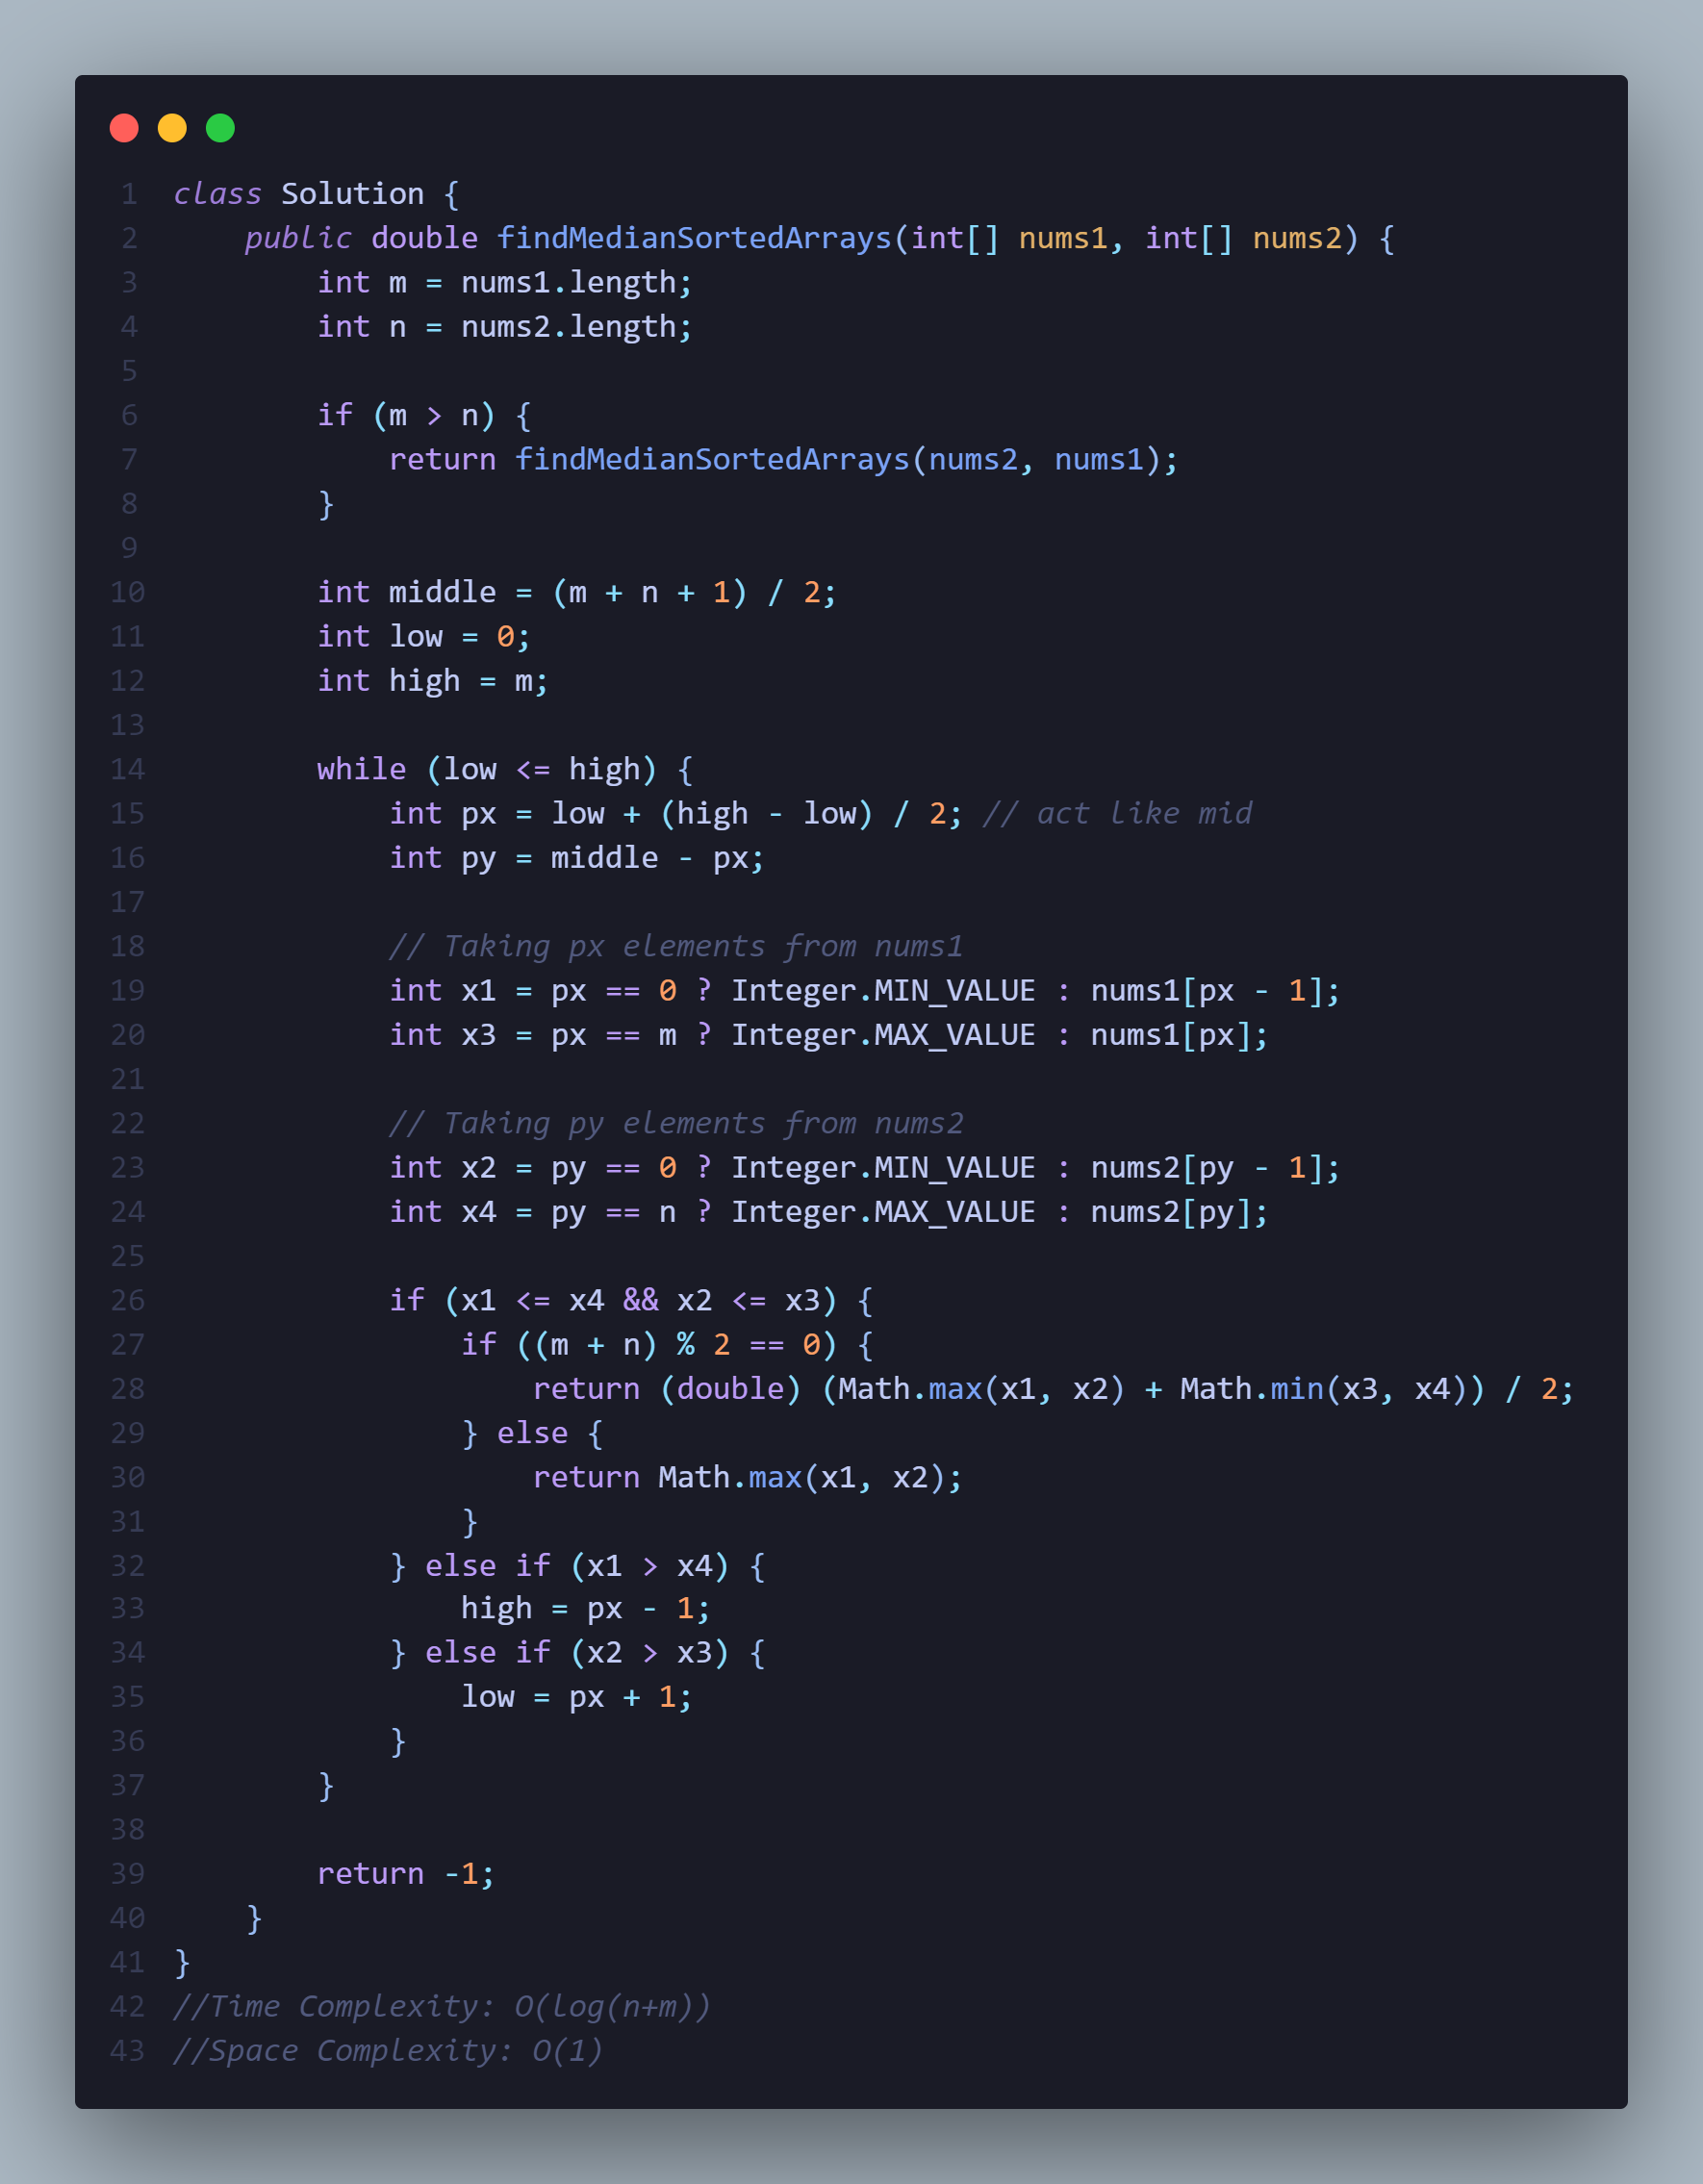 1 class Solution {
2     public double findMedianSortedArrays(int[] nums1, int[] nums2) {
3         int m = nums1.length;
4         int n = nums2.length;
5
6         if (m > n) {
7             return findMedianSortedArrays(nums2, nums1);
8         }
9
10         int middle = (m + n + 1) / 2;
11         int low = 0;
12         int high = m;
13
14         while (low <= high) {
15             int px = low + (high - low) / 2; // act like mid
16             int py = middle - px;
17
18             // Taking px elements from nums1
19             int x1 = px == 0 ? Integer.MIN_VALUE : nums1[px - 1];
20             int x3 = px == m ? Integer.MAX_VALUE : nums1[px];
21
22             // Taking py elements from nums2
23             int x2 = py == 0 ? Integer.MIN_VALUE : nums2[py - 1];
24             int x4 = py == n ? Integer.MAX_VALUE : nums2[py];
25
26             if (x1 <= x4 && x2 <= x3) {
27                 if ((m + n) % 2 == 0) {
28                     return (double) (Math.max(x1, x2) + Math.min(x3, x4)) / 2;
29                 } else {
30                     return Math.max(x1, x2);
31                 }
32             } else if (x1 > x4) {
33                 high = px - 1;
34             } else if (x2 > x3) {
35                 low = px + 1;
36             }
37         }
38
39         return -1;
40     }
41 }
42 //Time Complexity: O(log(n+m))
43 //Space Complexity: O(1)